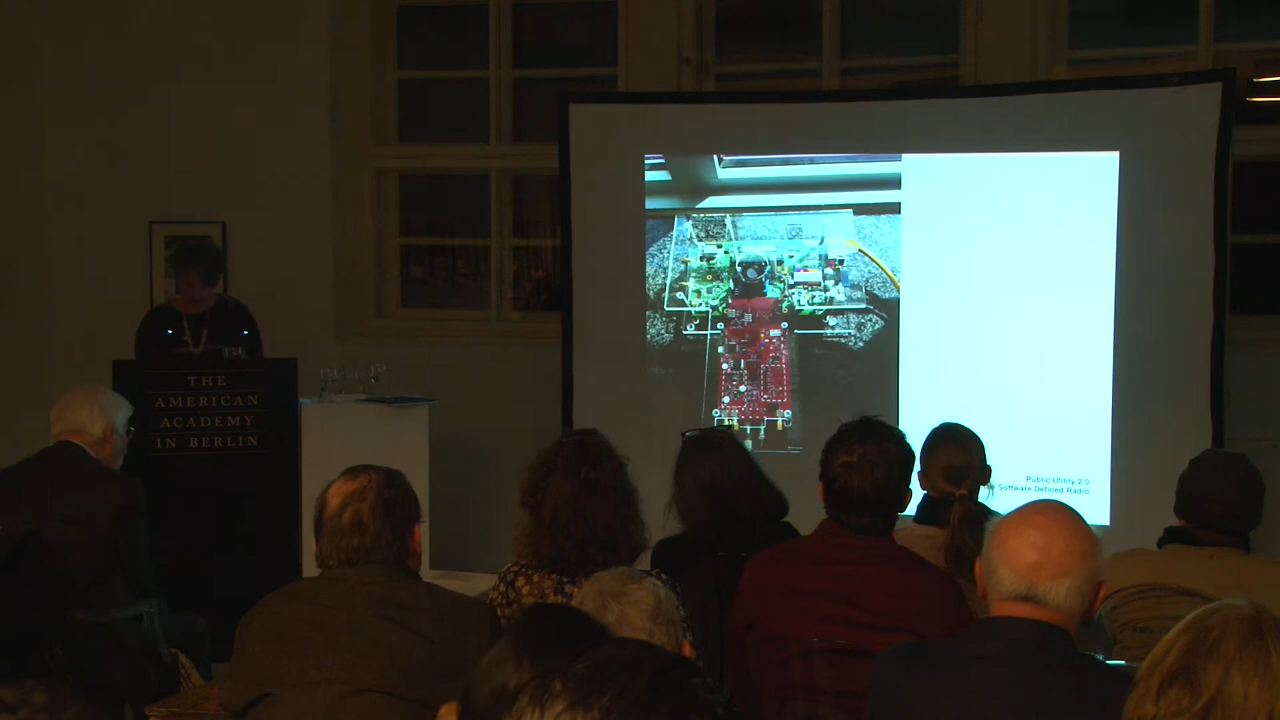 THE
AMERICAN
ACADEMY
IN BERLIN
Public Utility 2.0
Software Defined Radio